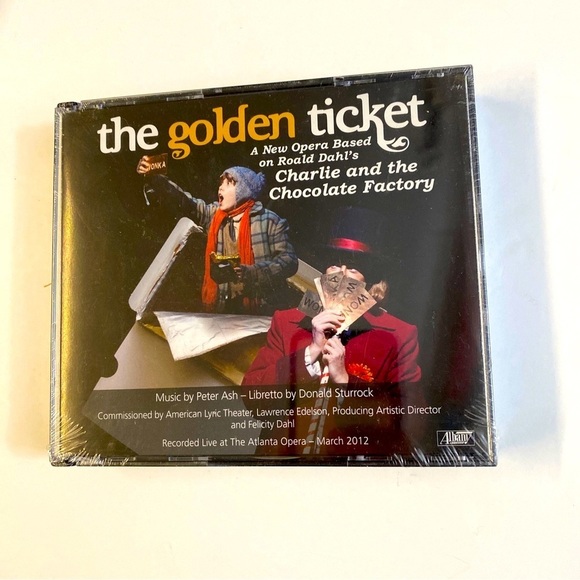 the golden ticket
A New Opera Based
on Roald Dahl's
Charlie and the
Chocolate Factory
WONKA
WONKA
Music by Peter Ash – Libretto by Donald Sturrock
Commissioned by American Lyric Theater, Lawrence Edelson, Producing Artistic Director
and Felicity Dahl
Recorded Live at The Atlanta Opera – March 2012
Albany